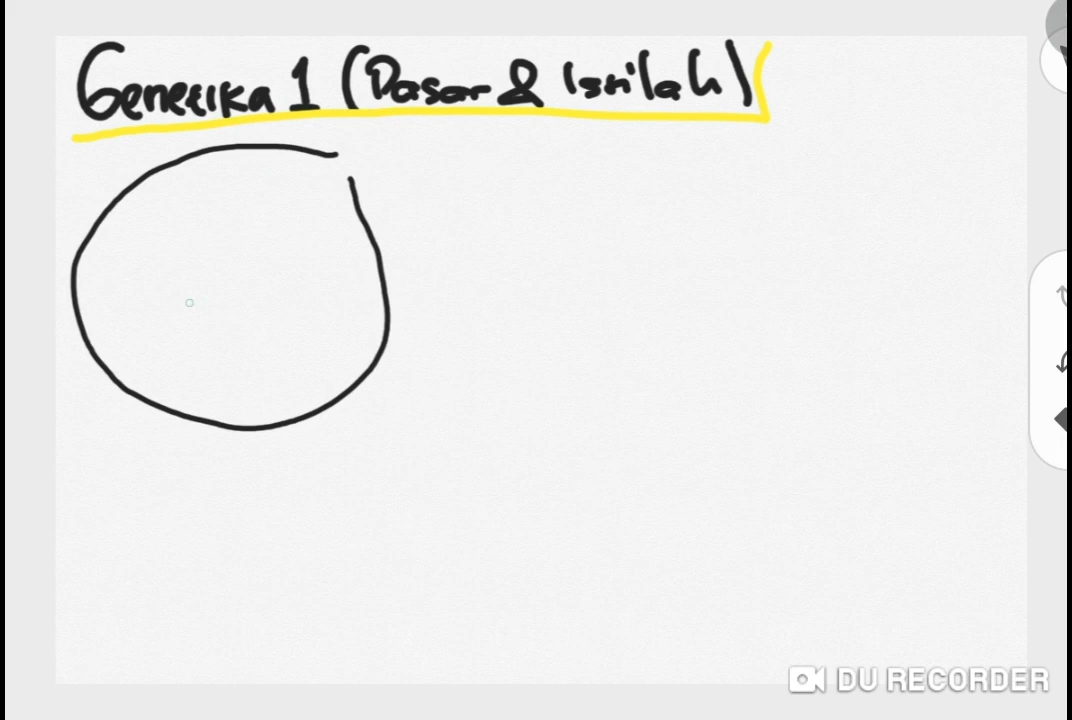 Genetika 1 (Dasar & Istilah)
DU RECORDER